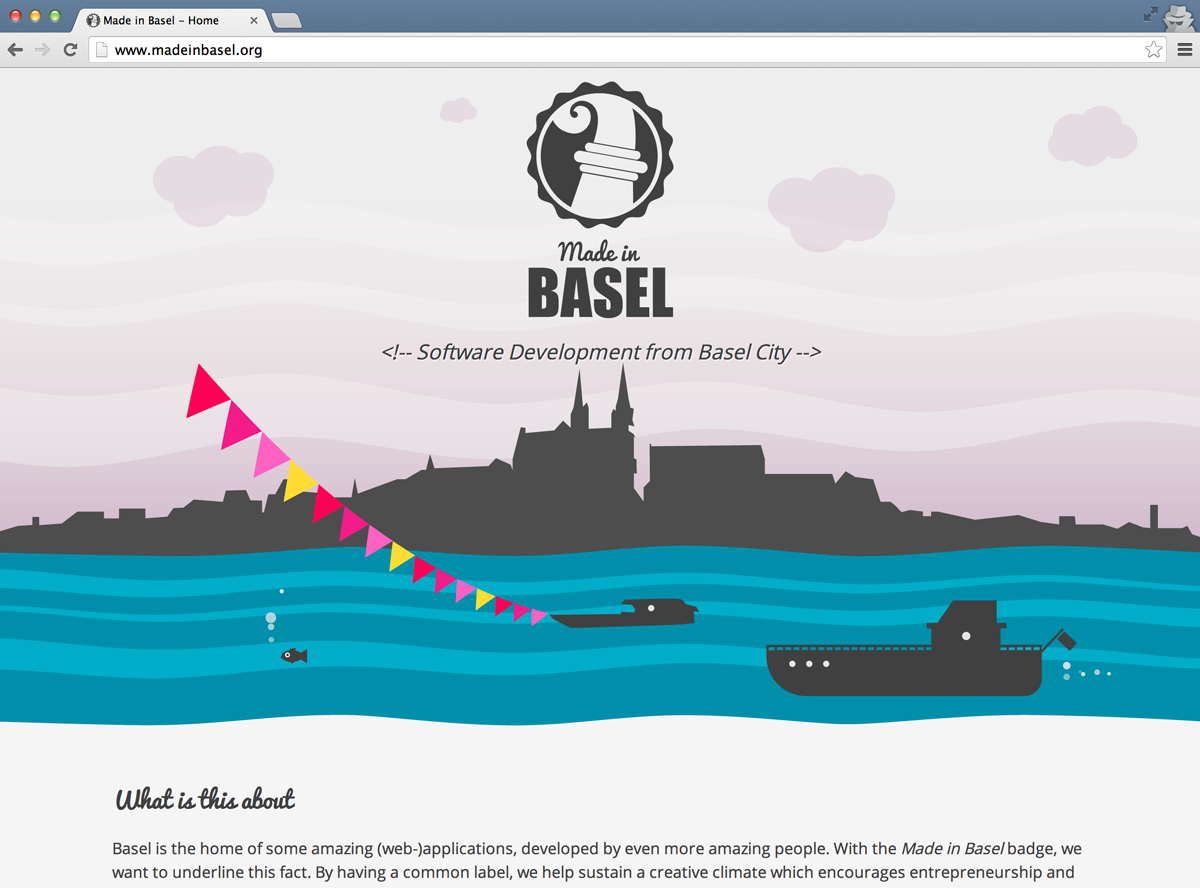 Made in Basel – Home
www.madeinbasel.org
Made in
BASEL
<!-- Software Development from Basel City -->
What is this about
Basel is the home of some amazing (web-)applications, developed by even more amazing people. With the Made in Basel badge, we
want to underline this fact. By having a common label, we help sustain a creative climate which encourages entrepreneurship and